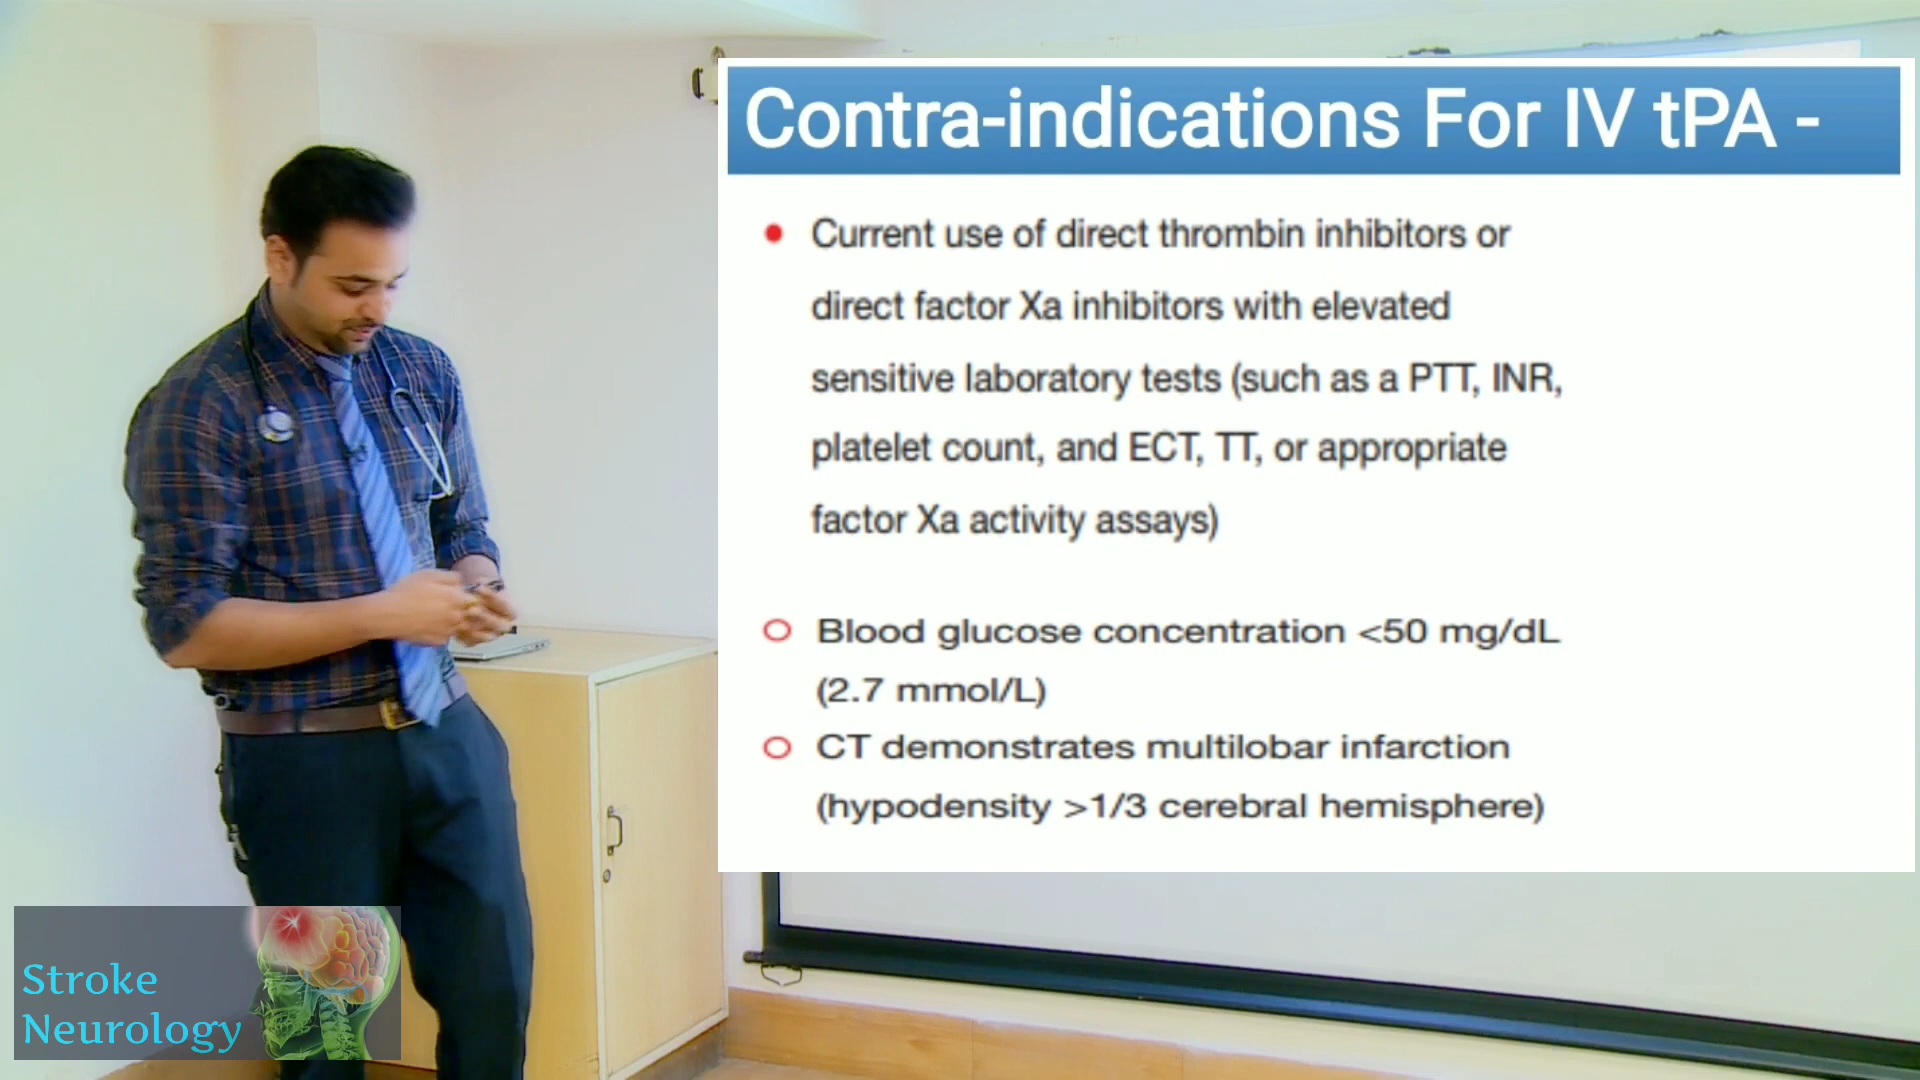 Contra-indications For IV tPA -
• Current use of direct thrombin inhibitors or
direct factor Xa inhibitors with elevated
sensitive laboratory tests (such as a PTT, INR,
platelet count, and ECT, TT, or appropriate
factor Xa activity assays)
○ Blood glucose concentration <50 mg/dL
(2.7 mmol/L)
○ CT demonstrates multilobar infarction
(hypodensity >1/3 cerebral hemisphere)
Stroke
Neurology